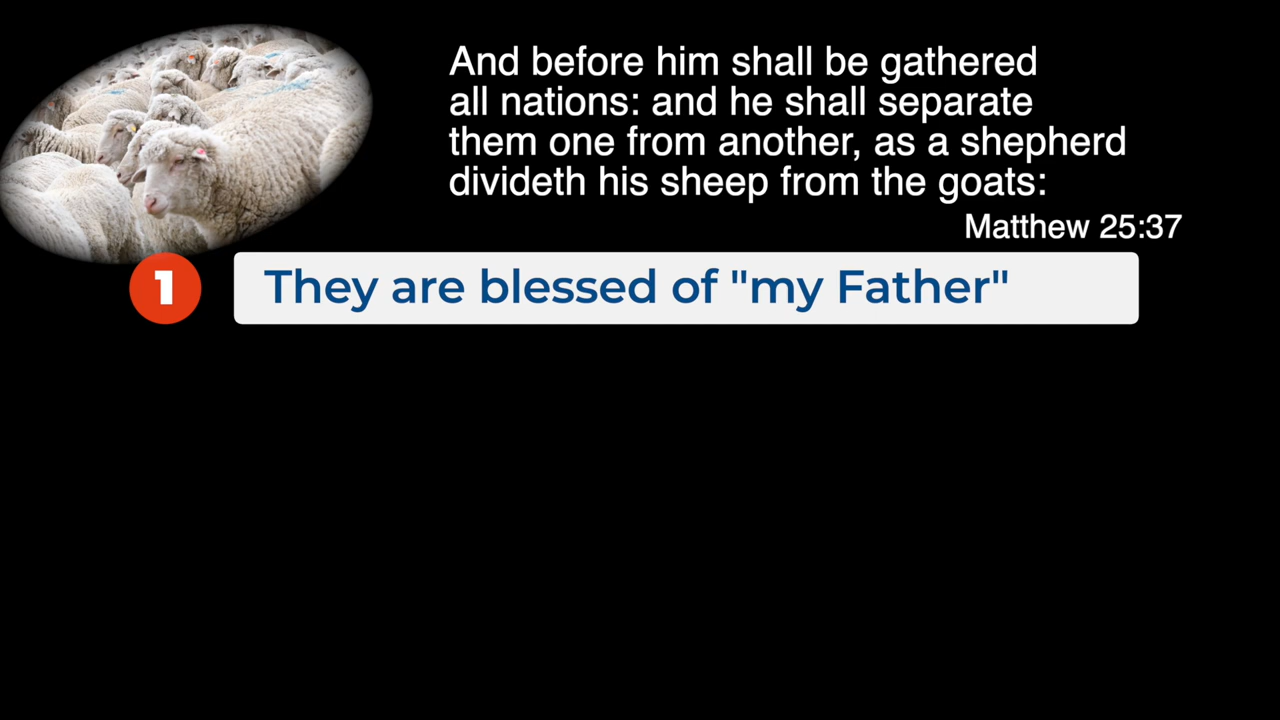 And before him shall be gathered
all nations: and he shall separate
them one from another, as a shepherd
divideth his sheep from the goats:
Matthew 25:37
1
They are blessed of "my Father"